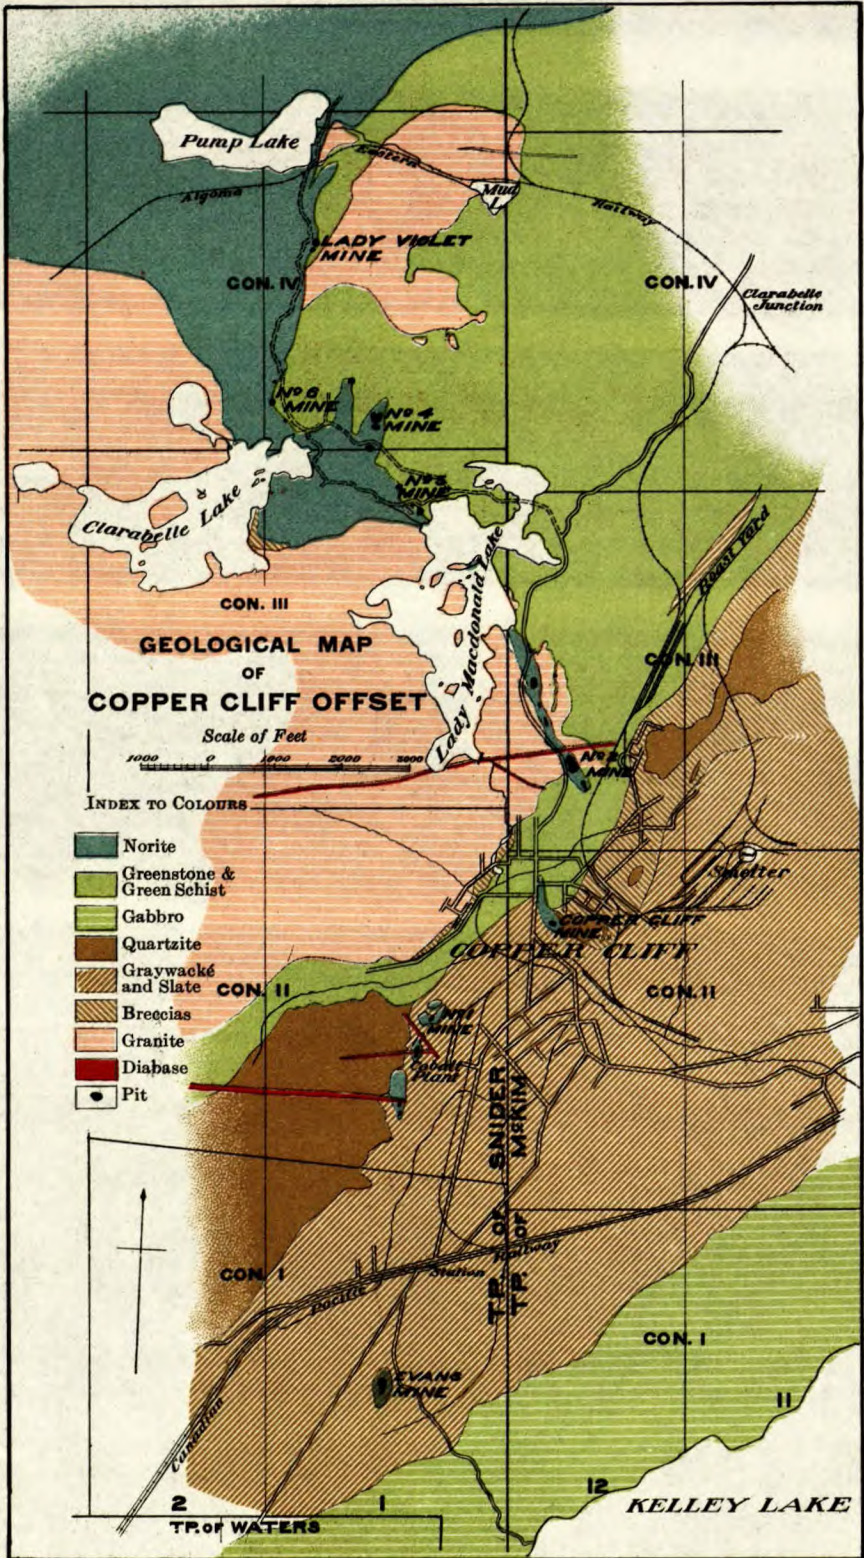 Pump Lake
Algoma
Eastern
Railway
Mud
L.
LADY VIOLET
MINE
CON. IV
CON. IV
Clarabelle
Junction
No 6
MINE
No 4
MINE
No 5
MINE
Clarabelle Lake
Lady Macdonald Lake
Roast Yard
CON. III
CON. III
GEOLOGICAL MAP
OF
COPPER CLIFF OFFSET
Scale of Feet
1000 0 1000 2000 3000
No 2
MINE
INDEX TO COLOURS
Norite
Greenstone &
Green Schist
Gabbro
Quartzite
Graywacké
and Slate
Breccias
Granite
Diabase
Pit
Smelter
COPPER CLIFF
MINE
COPPER CLIFF
CON. II
CON. II
No 1
MINE
Cobalt
Plant
TP. OF SNIDER
TP. OF McKIM
CON. I
Canadian
Pacific
Railway
Station
CON. I
EVANS
MINE
11
12
2
1
TP. OF WATERS
KELLEY LAKE